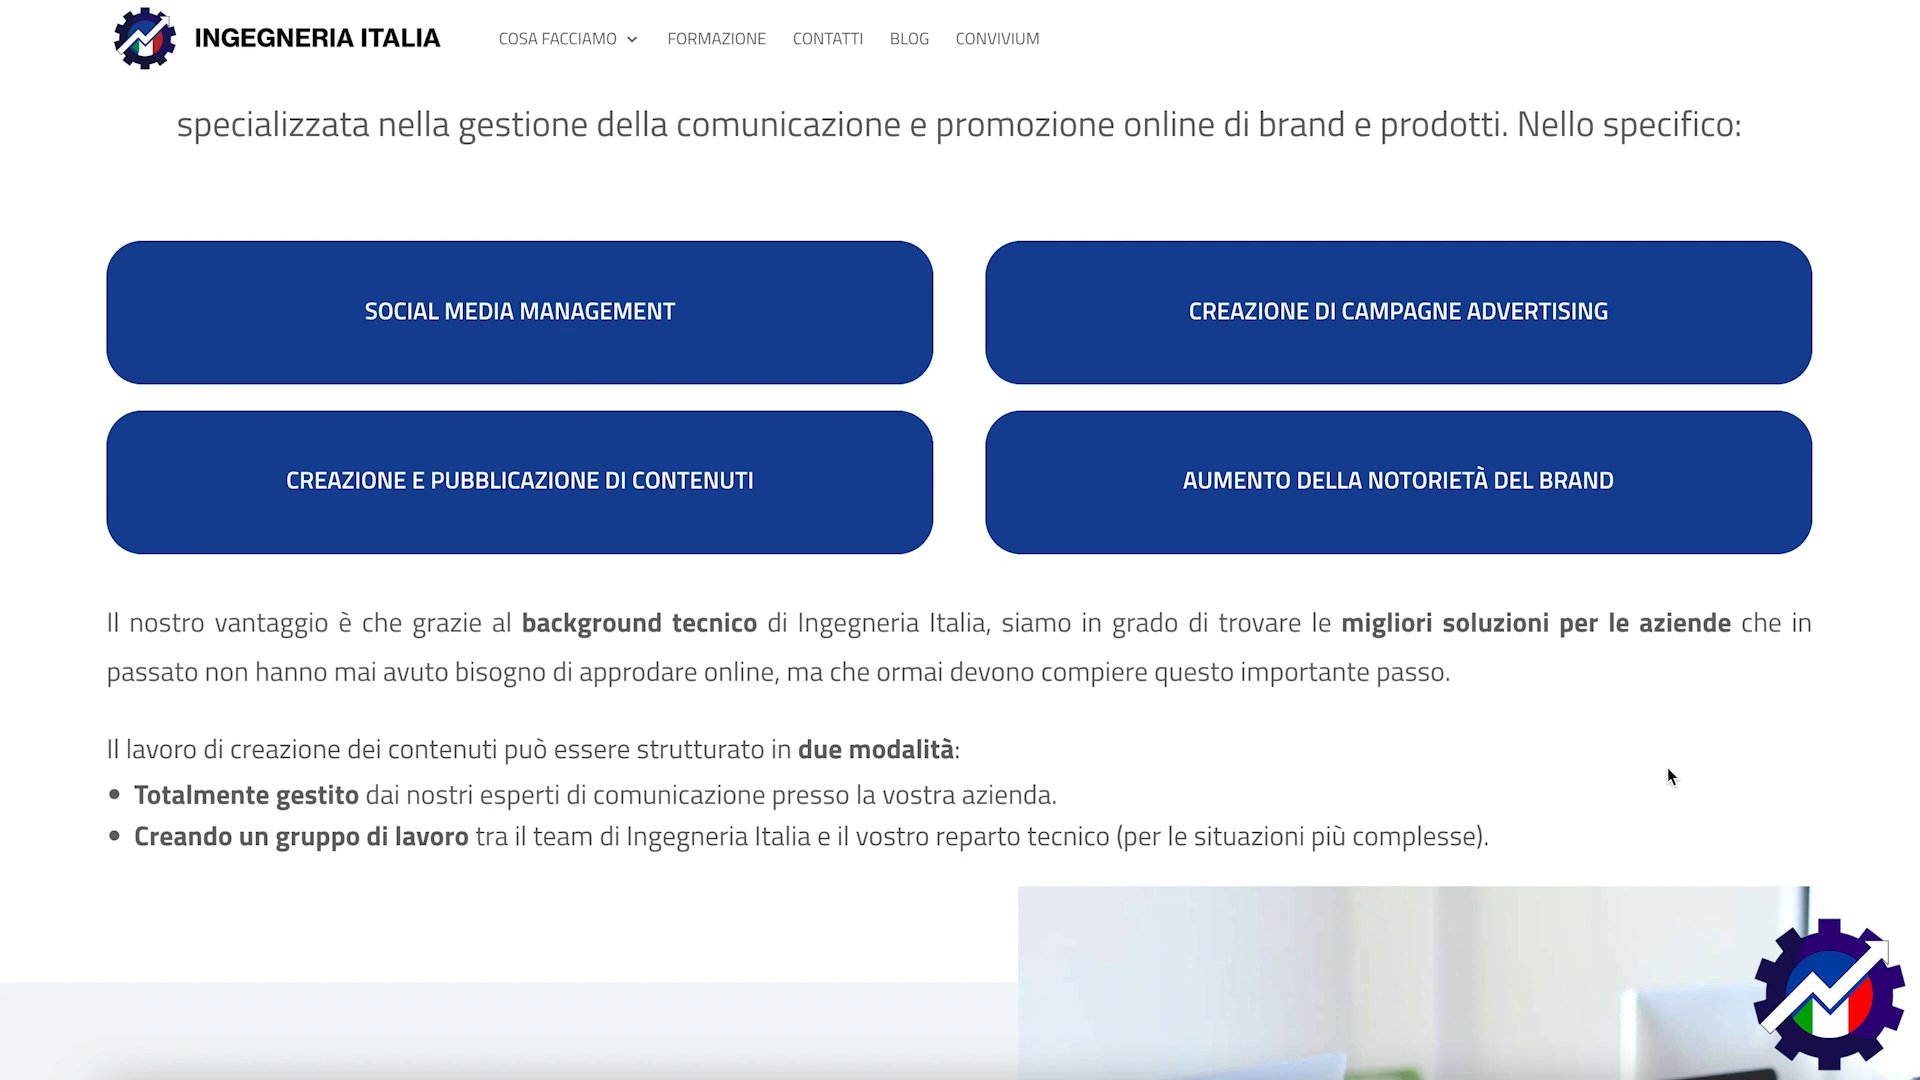 INGEGNERIA ITALIA
COSA FACCIAMO
FORMAZIONE
CONTATTI
BLOG
CONVIVIUM
specializzata nella gestione della comunicazione e promozione online di brand e prodotti. Nello specifico:
SOCIAL MEDIA MANAGEMENT
CREAZIONE DI CAMPAGNE ADVERTISING
CREAZIONE E PUBBLICAZIONE DI CONTENUTI
AUMENTO DELLA NOTORIETÀ DEL BRAND
Il nostro vantaggio è che grazie al background tecnico di Ingegneria Italia, siamo in grado di trovare le migliori soluzioni per le aziende che in
passato non hanno mai avuto bisogno di approdare online, ma che ormai devono compiere questo importante passo.
Il lavoro di creazione dei contenuti può essere strutturato in due modalità:
• Totalmente gestito dai nostri esperti di comunicazione presso la vostra azienda.
• Creando un gruppo di lavoro tra il team di Ingegneria Italia e il vostro reparto tecnico (per le situazioni più complesse).